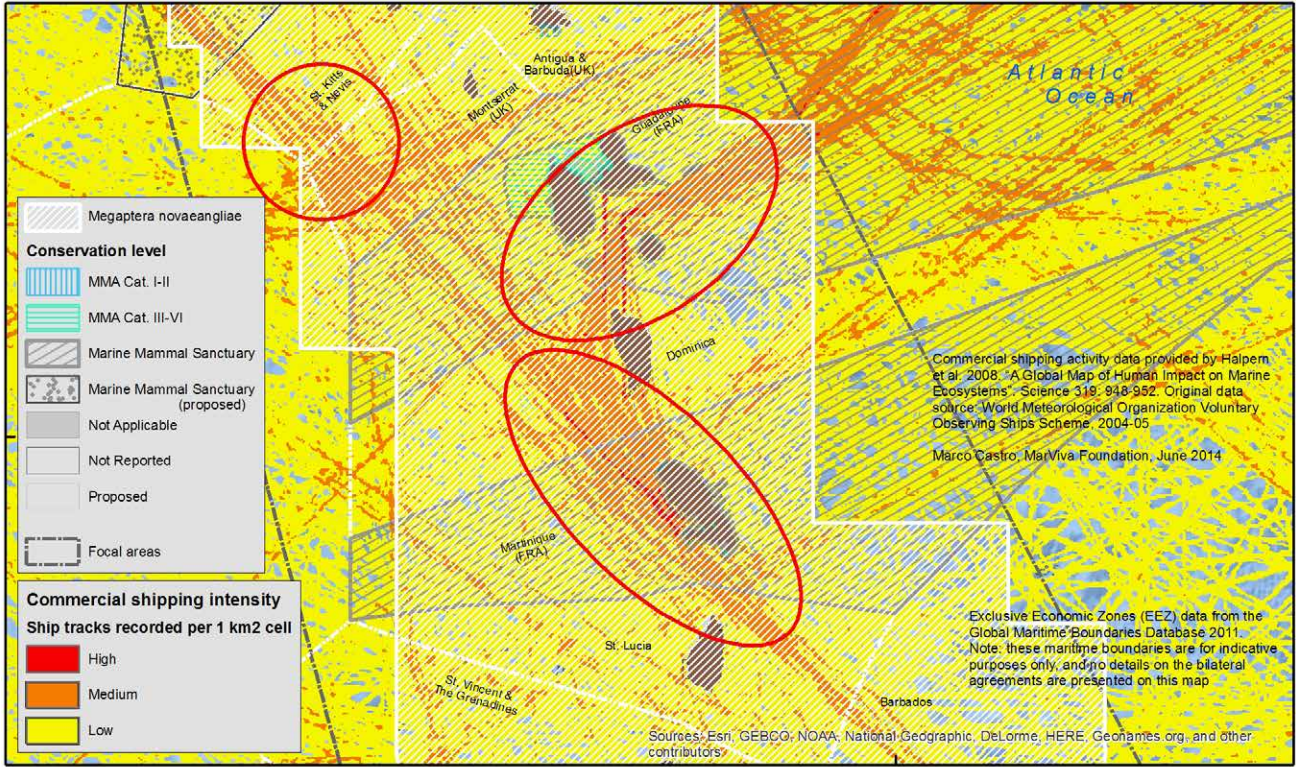 Atlantic
Ocean
Antigua &
Barbuda(UK)
St. Kitts
& Nevis
Montserrat
(UK)
Guadaloupe
(FRA)
Megaptera novaeangliae
Conservation level
MMA Cat. I-II
MMA Cat. III-VI
Marine Mammal Sanctuary
Marine Mammal Sanctuary
(proposed)
Not Applicable
Not Reported
Proposed
Focal areas
Dominica
Commercial shipping activity data provided by Halpern
et al. 2008. "A Global Map of Human Impact on Marine
Ecosystems". Science 319: 948-952. Original data
source: World Meteorological Organization Voluntary
Observing Ships Scheme, 2004-05
Marco Castro, MarViva Foundation, June 2014
Martinique
(FRA)
Commercial shipping intensity
Ship tracks recorded per 1 km2 cell
High
Medium
Low
Exclusive Economic Zones (EEZ) data from the
Global Maritime Boundaries Database 2011.
Note: these maritime boundaries are for indicative
purposes only, and no details on the bilateral
agreements are presented on this map
St. Lucia
St. Vincent &
The Grenadines
Barbados
Sources: Esri, GEBCO, NOAA, National Geographic, DeLorme, HERE, Geonames.org, and other
contributors